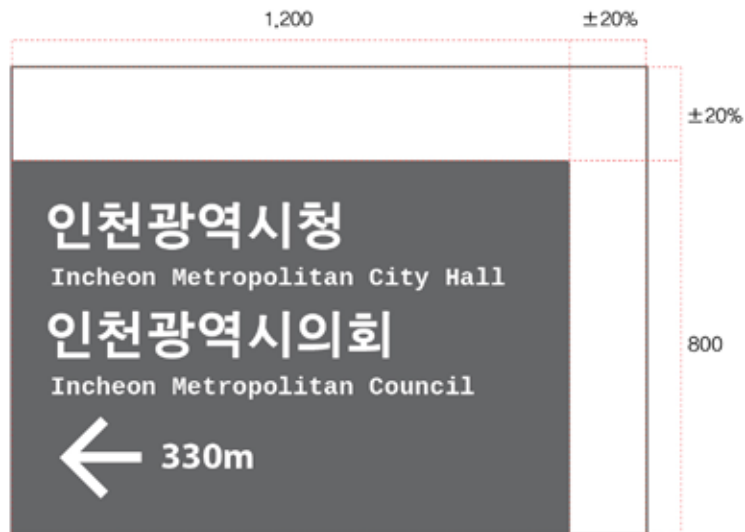 1,200
±20%
±20%
인천광역시청
Incheon Metropolitan City Hall
인천광역시의회
Incheon Metropolitan Council
800
330m